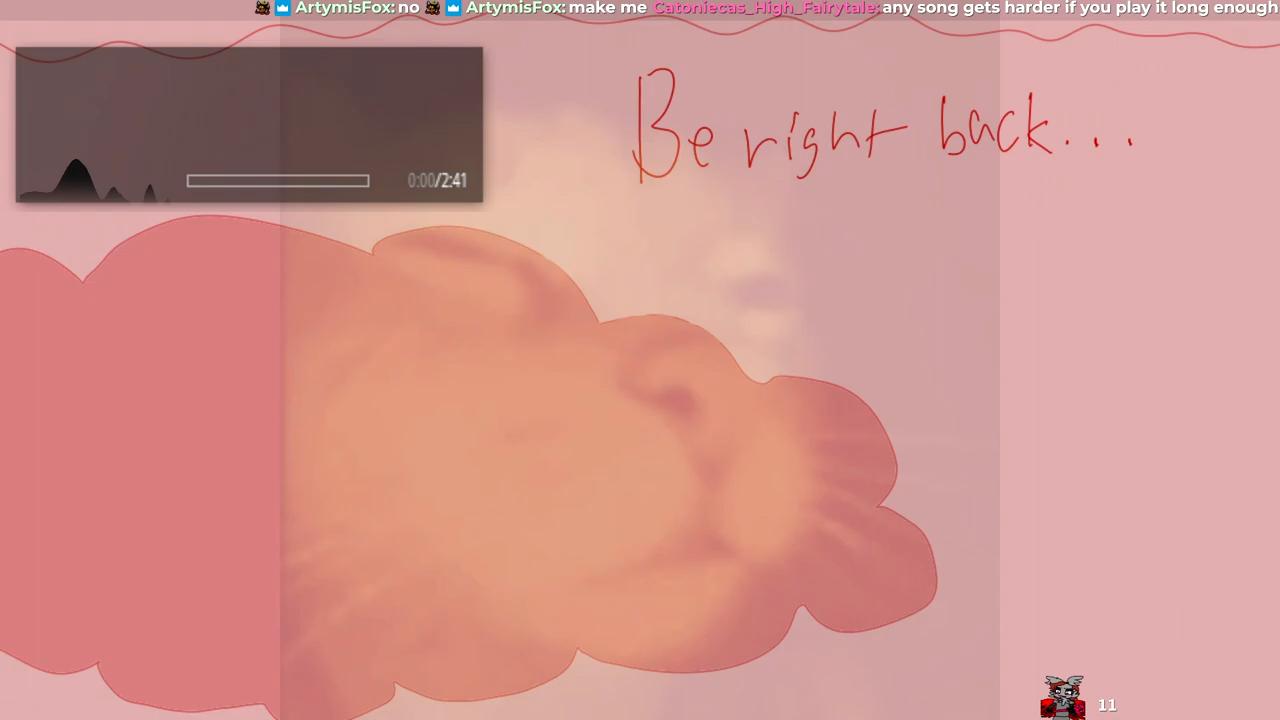 ArtymisFox: no ArtymisFox: make me Catoniecas_High_Fairytale: any song gets harder if you play it long enough
Be right back...
0:00/2:41
11